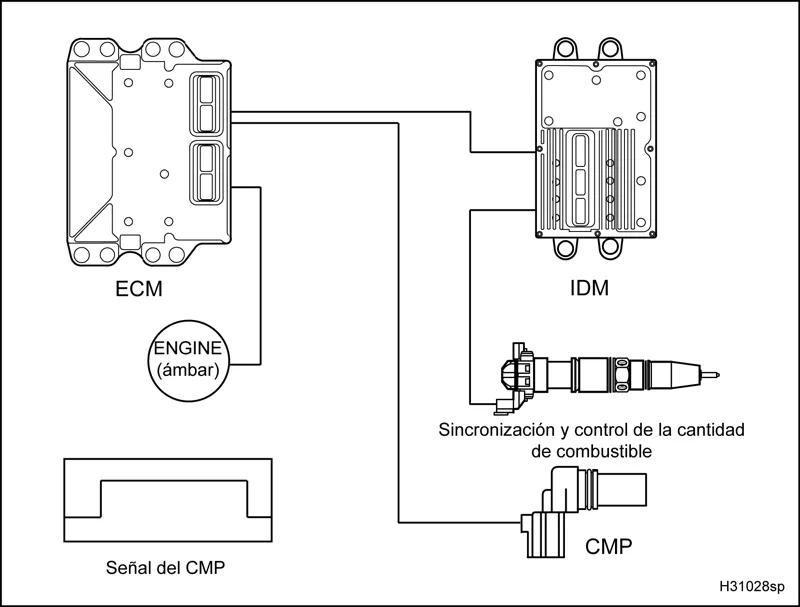 ECM
IDM
ENGINE
(ámbar)
Sincronización y control de la cantidad
de combustible
CMP
Señal del CMP
H31028sp